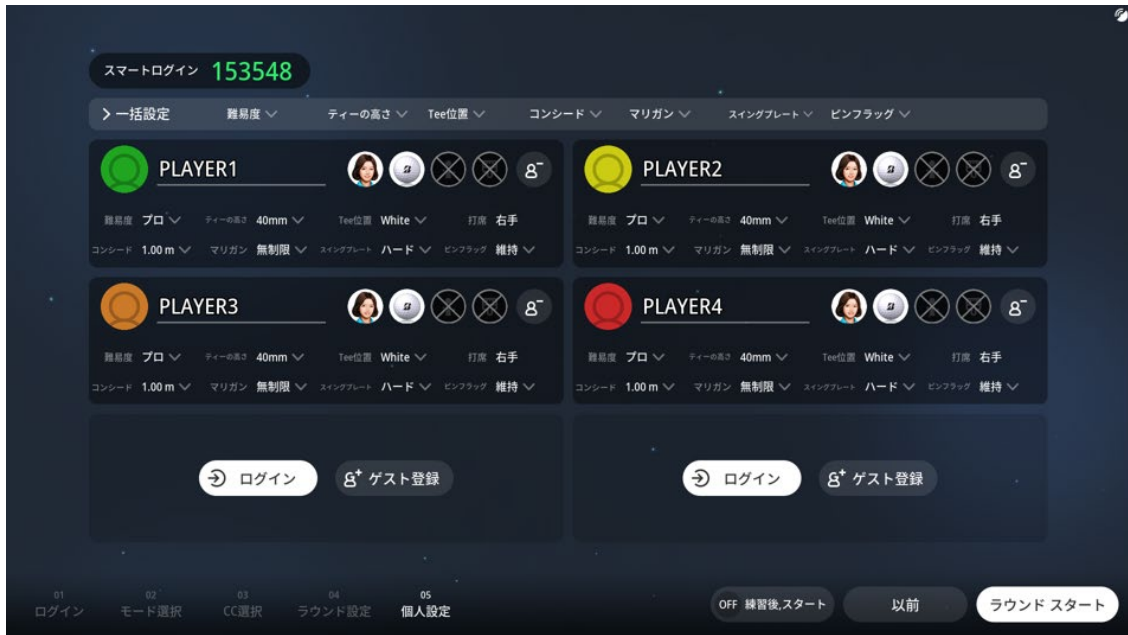 スマートログイン 153548
一括設定 難易度 ティーの高さ Tee位置 コンシード マリガン スイングプレート ピンフラッグ
PLAYER1
難易度 プロ ティーの高さ 40mm Tee位置 White 打席 右手
コンシード 1.00 m マリガン 無制限 スイングプレート ハード ピンフラッグ 維持
PLAYER2
難易度 プロ ティーの高さ 40mm Tee位置 White 打席 右手
コンシード 1.00 m マリガン 無制限 スイングプレート ハード ピンフラッグ 維持
PLAYER3
難易度 プロ ティーの高さ 40mm Tee位置 White 打席 右手
コンシード 1.00 m マリガン 無制限 スイングプレート ハード ピンフラッグ 維持
PLAYER4
難易度 プロ ティーの高さ 40mm Tee位置 White 打席 右手
コンシード 1.00 m マリガン 無制限 スイングプレート ハード ピンフラッグ 維持
ログイン ゲスト登録
ログイン ゲスト登録
01 02 03 04 05
ログイン モード選択 CC選択 ラウンド設定 個人設定
OFF 練習後,スタート 以前 ラウンド スタート